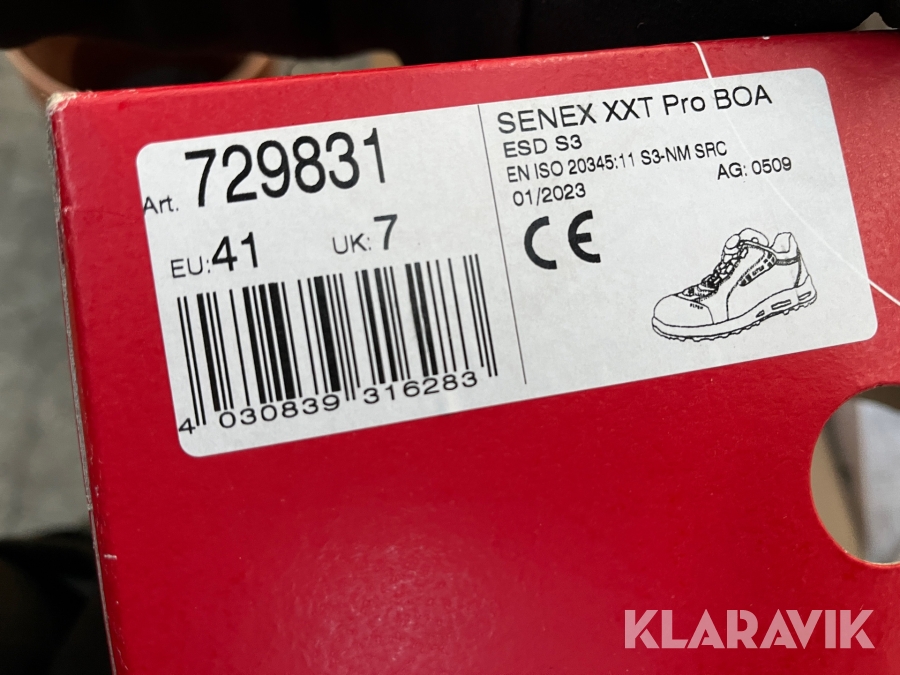 Art. 729831
EU: 41 UK: 7
4 030839 316283
SENEX XXT Pro BOA
ESD S3
EN ISO 20345:11 S3-NM SRC
01/2023 AG: 0509
CE
KLARAVIK